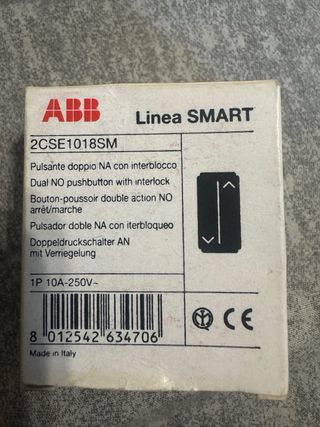 ABB
Linea SMART
2CSE1018SM
Pulsante doppio NA con interblocco
Dual NO pushbutton with interlock
Bouton-poussoir double action NO
arrêt/marche
Pulsador doble NA con iterbloqueo
Doppeldruckschalter AN
mit Verriegelung
1P 10A-250V~
8 012542 634706
CE
Made in Italy